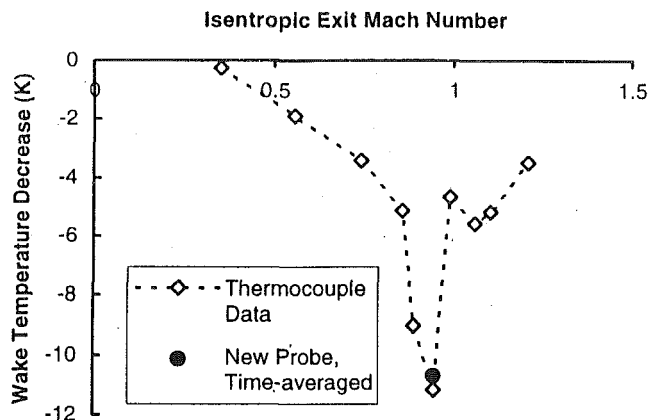 Isentropic Exit Mach Number
0
0
0.5
1
1.5
-2
-4
-6
-8
-10
-12
Wake Temperature Decrease (K)
Thermocouple
Data
New Probe,
Time-averaged